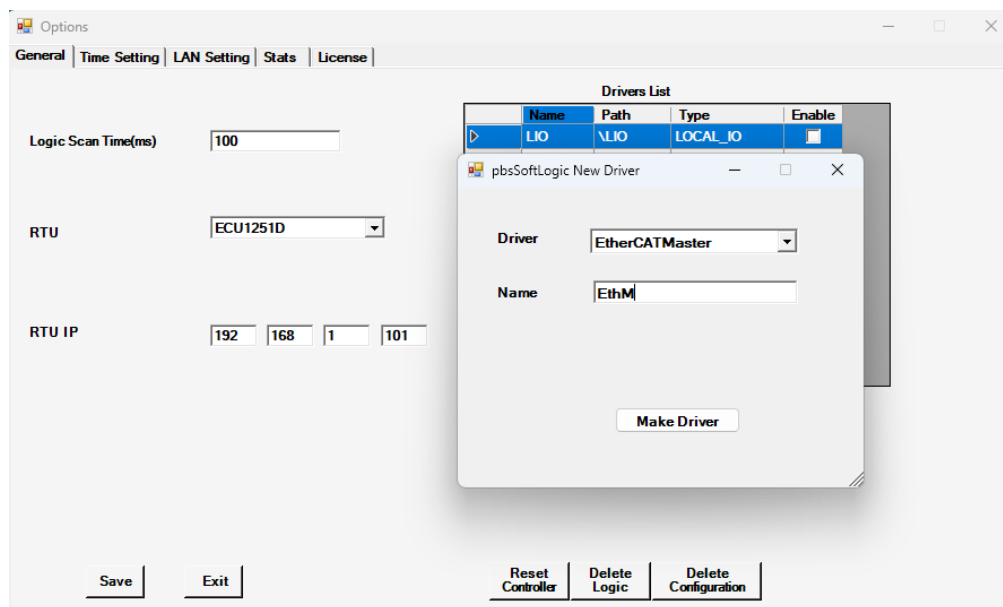 Options
General Time Setting LAN Setting Stats License
Drivers List
Name Path Type Enable
LIO \LIO LOCAL_IO
Logic Scan Time(ms) 100
pbsSoftLogic New Driver
RTU ECU1251D
Driver EtherCATMaster
Name EthM
RTU IP 192 168 1 101
Make Driver
Save Exit
Reset Controller
Delete Logic
Delete Configuration